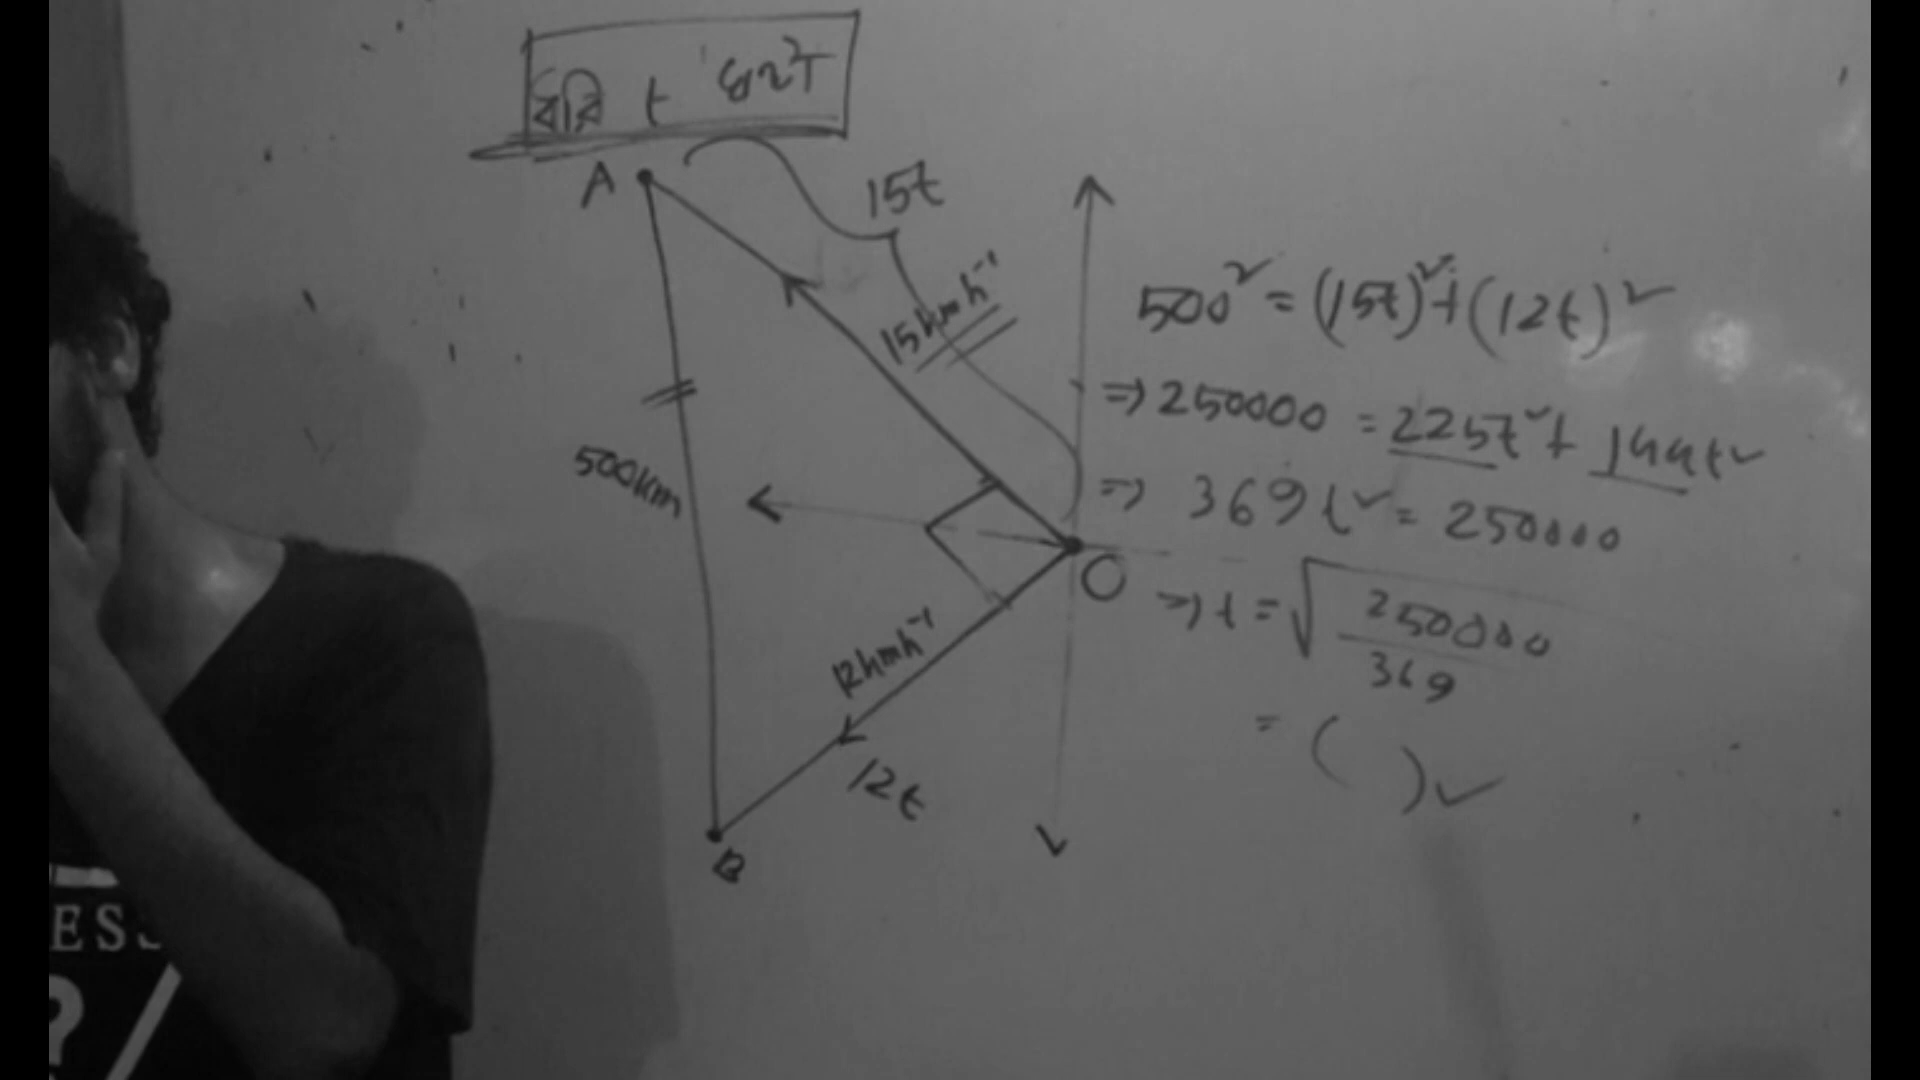 ধরি t ঘন্টা
A
15t
15kmh⁻¹
500km
O
12kmh⁻¹
12t
B
500² = (15t)² + (12t)²
⇒ 250000 = 225t² + 144t²
⇒ 369t² = 250000
⇒ t = √(250000/369)
= ( ) ✓
ESS
?